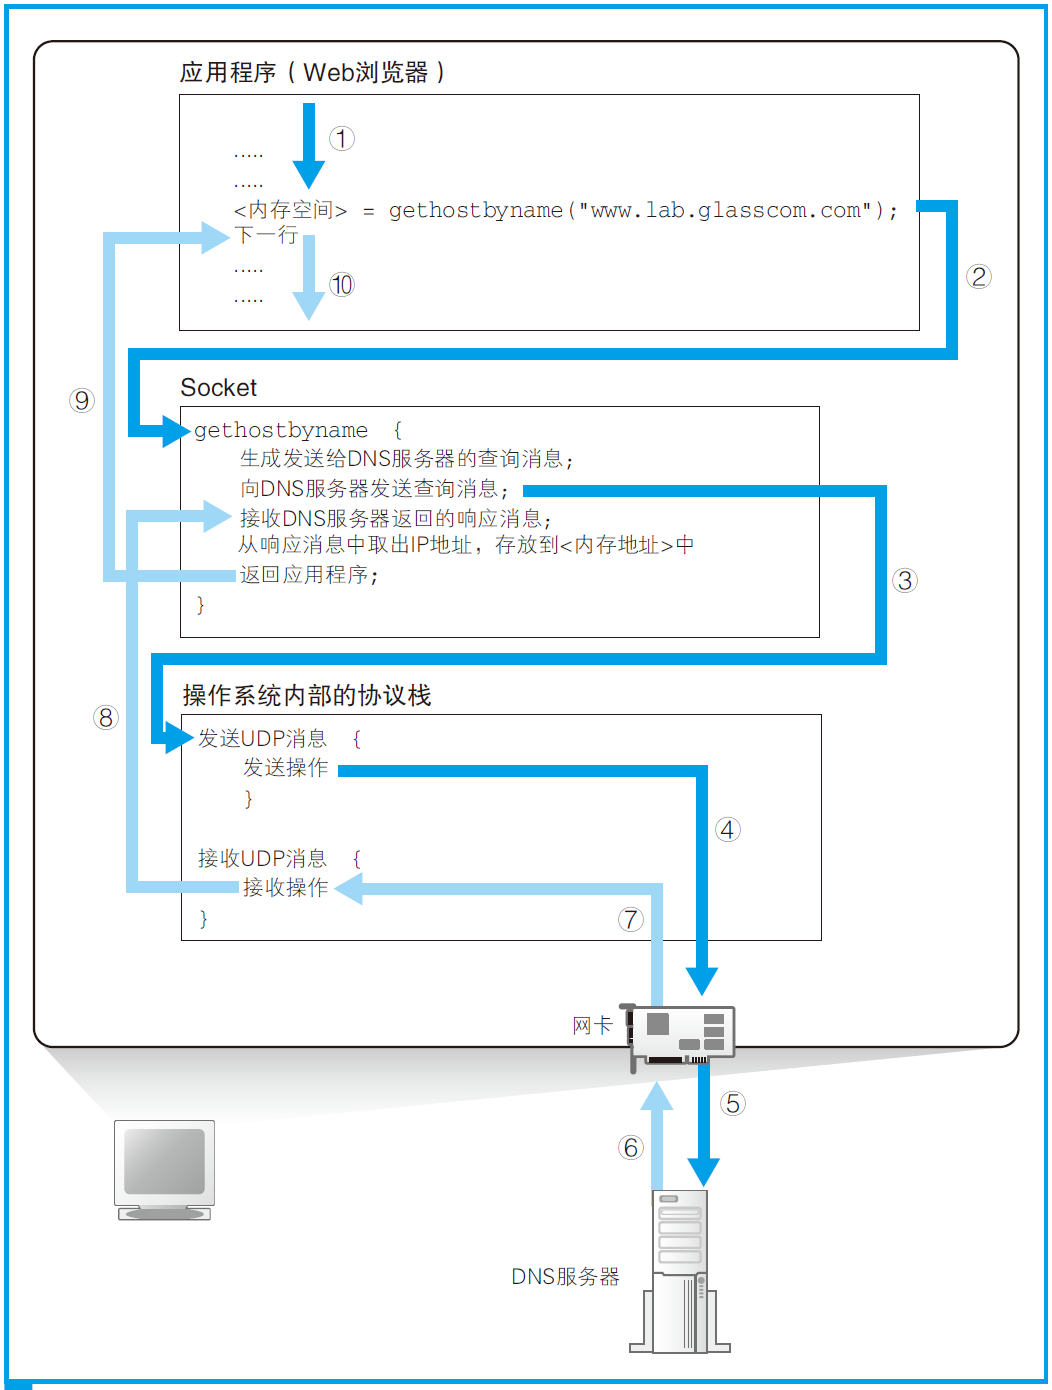 应用程序（Web浏览器）
①
.....
.....
<内存空间> = gethostbyname("www.lab.glasscom.com");
下一行
②
.....
⑩
.....
Socket
⑨
gethostbyname {
生成发送给DNS服务器的查询消息;
向DNS服务器发送查询消息;
接收DNS服务器返回的响应消息;
从响应消息中取出IP地址，存放到<内存地址>中
返回应用程序;
③
}
操作系统内部的协议栈
⑧
发送UDP消息 {
发送操作
}
④
接收UDP消息 {
接收操作
}
⑦
网卡
⑤
⑥
DNS服务器